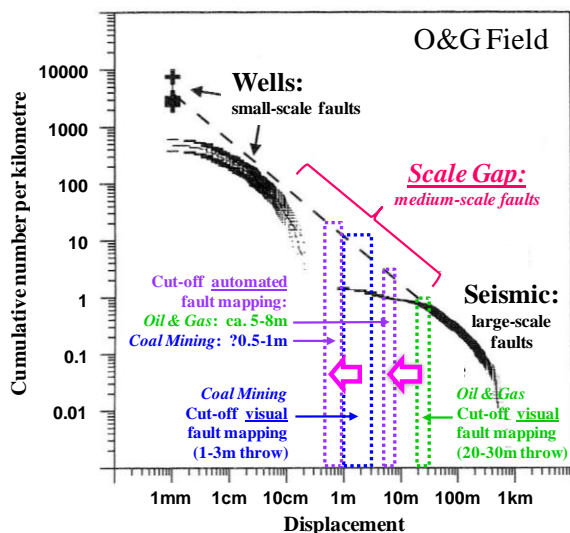 O&G Field
Wells:
small-scale faults
Scale Gap:
medium-scale faults
Cumulative number per kilometre
10000
1000
100
10
1
0.1
0.01
Cut-off automated
fault mapping:
Oil & Gas: ca. 5-8m
Coal Mining: ?0.5-1m
Seismic:
large-scale
faults
Coal Mining
Cut-off visual
fault mapping
(1-3m throw)
Oil & Gas
Cut-off visual
fault mapping
(20-30m throw)
1mm 1cm 10cm 1m 10m 100m 1km
Displacement